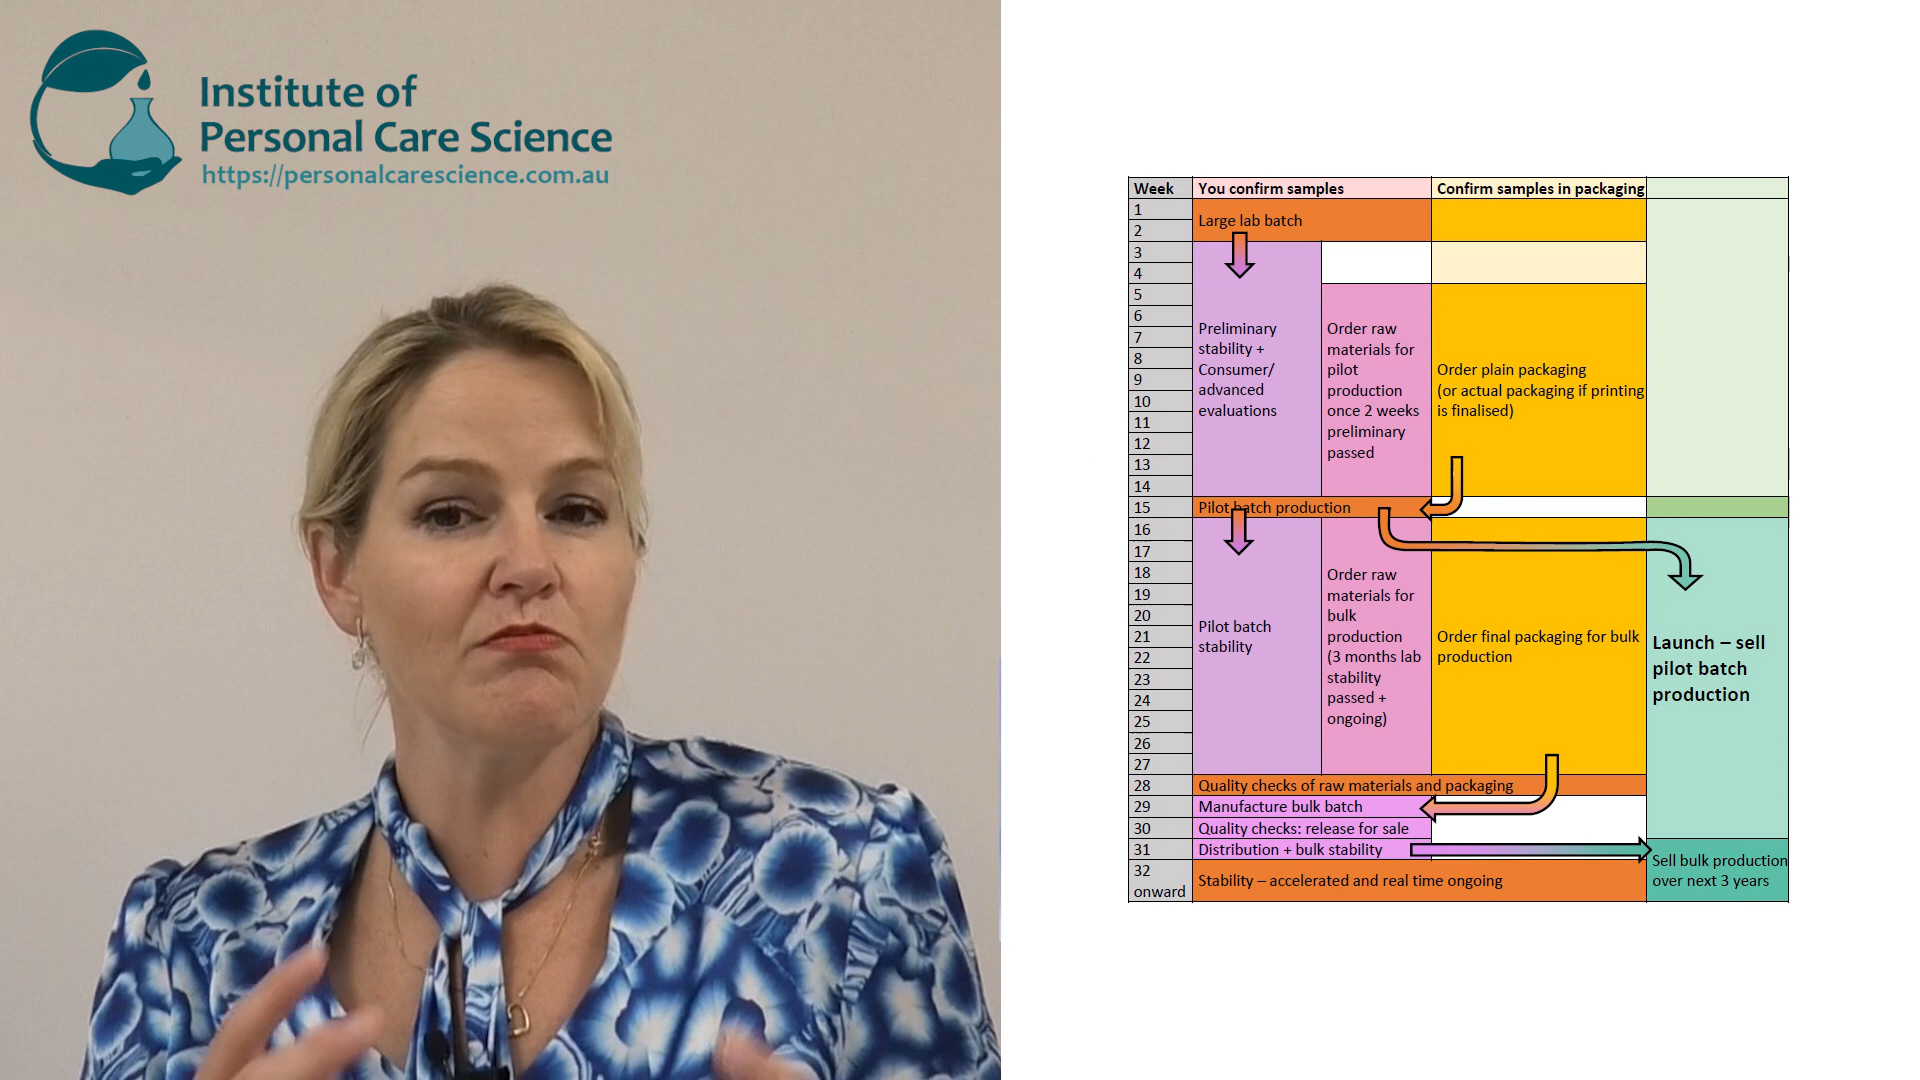 Institute of
Personal Care Science
https://personalcarescience.com.au
Week
You confirm samples
Confirm samples in packaging
1
2
Large lab batch
3
4
5
6
7
8
9
10
11
12
13
14
Preliminary
stability +
Consumer/
advanced
evaluations
Order raw
materials for
pilot
production
once 2 weeks
preliminary
passed
Order plain packaging
(or actual packaging if printing
is finalised)
15
Pilot batch production
16
17
18
19
20
21
22
23
24
25
26
27
Pilot batch
stability
Order raw
materials for
bulk
production
(3 months lab
stability
passed +
ongoing)
Order final packaging for bulk
production
Launch – sell
pilot batch
production
28
Quality checks of raw materials and packaging
29
Manufacture bulk batch
30
Quality checks: release for sale
31
Distribution + bulk stability
32
onward
Stability – accelerated and real time ongoing
Sell bulk production
over next 3 years